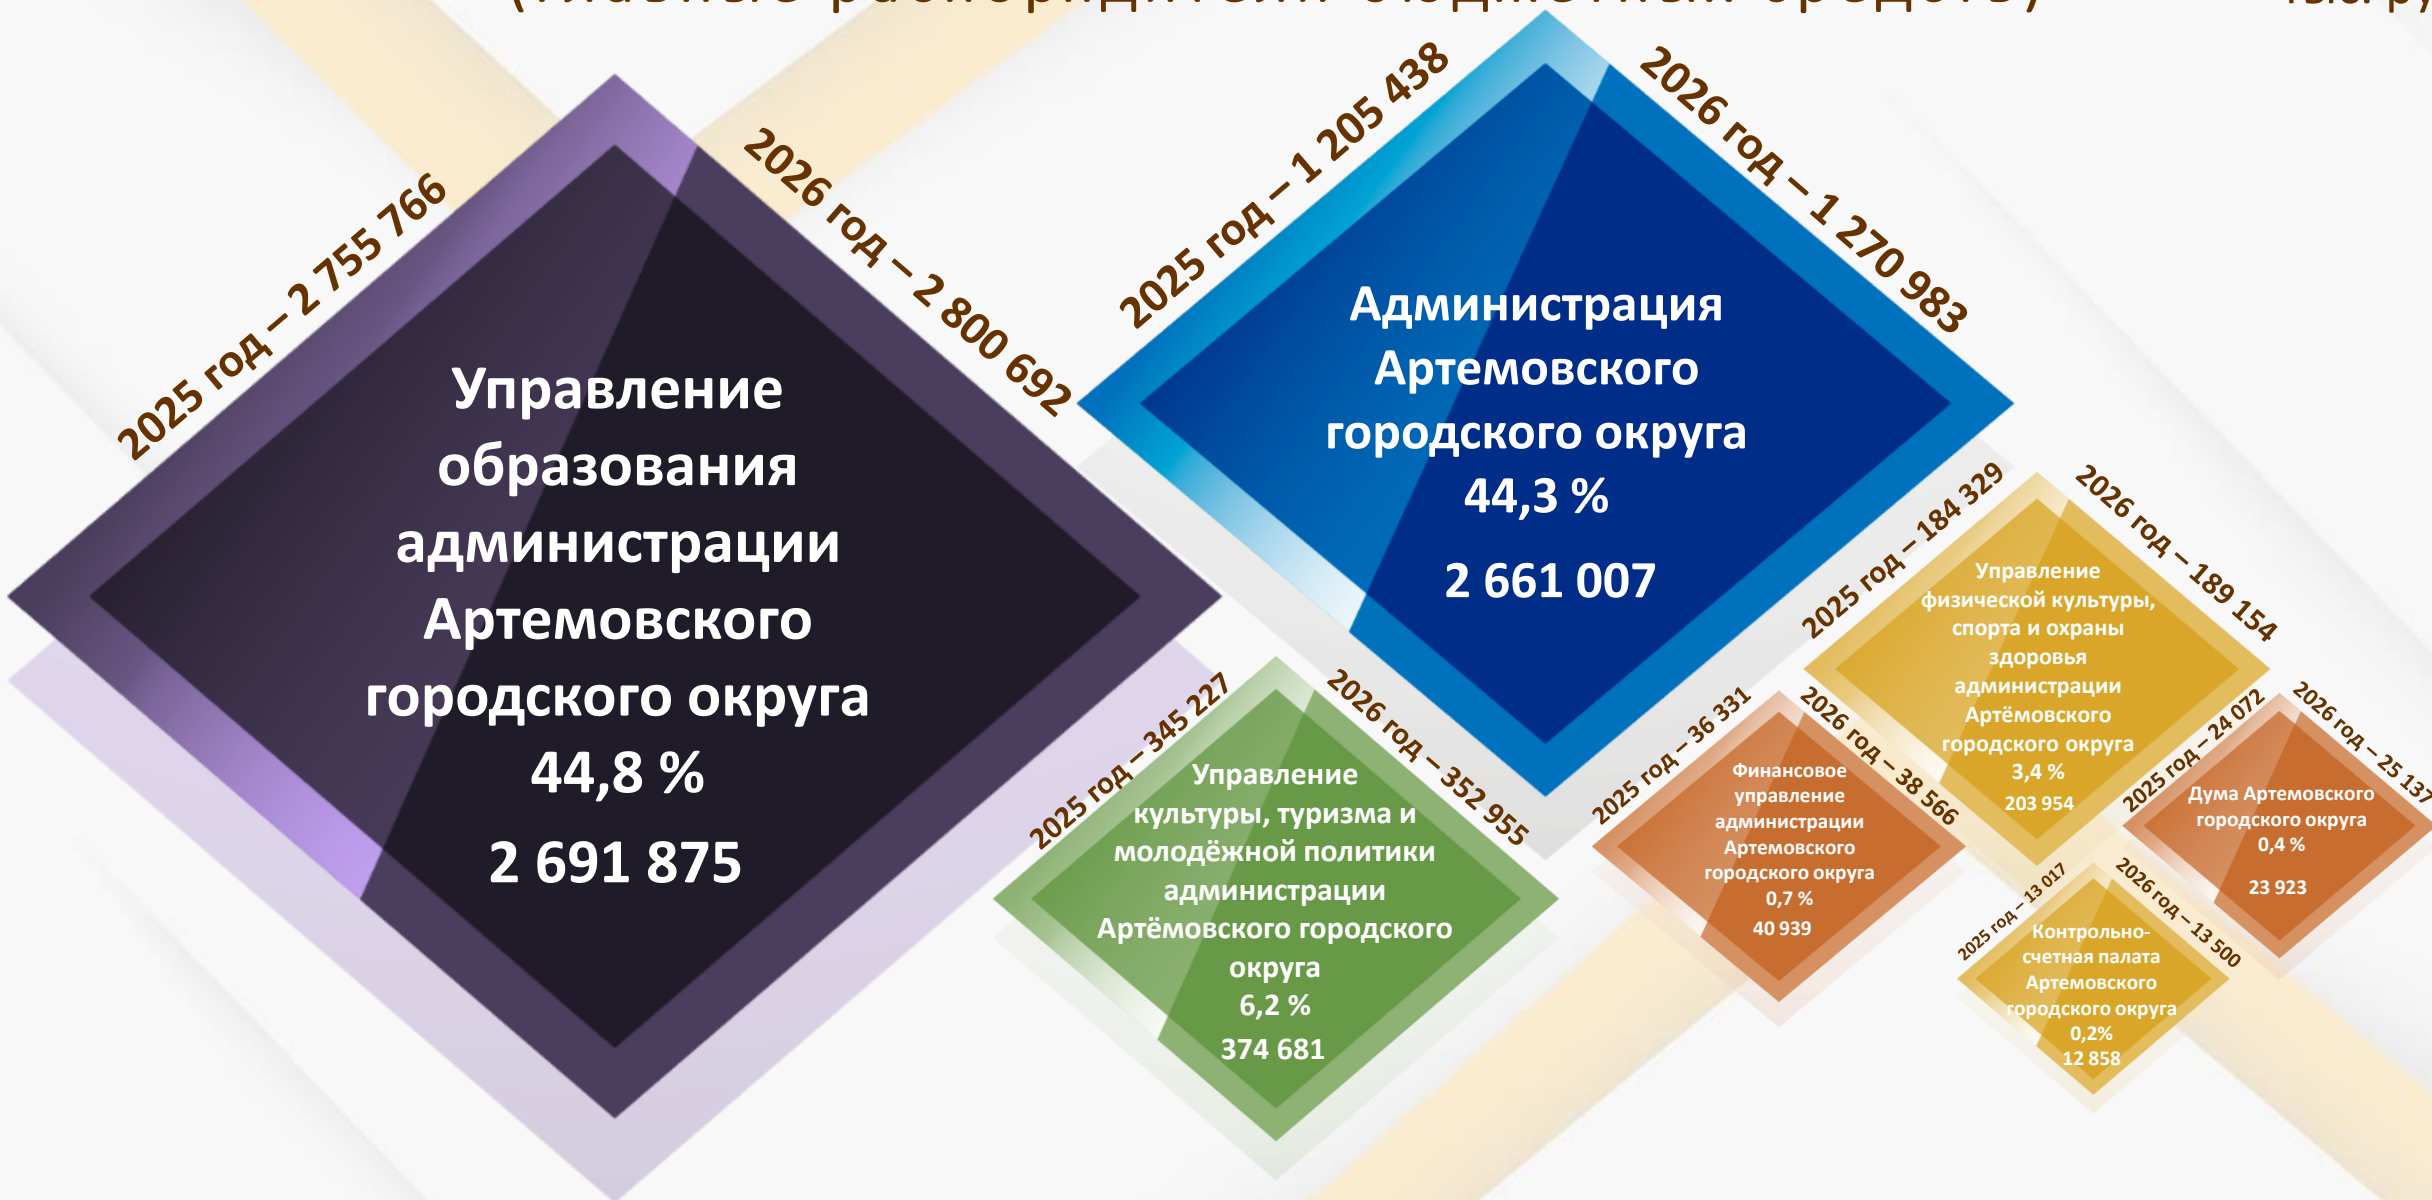 2025 год – 2 755 766
2026 год – 2 800 692
Управление
образования
администрации
Артемовского
городского округа
44,8 %
2 691 875
2025 год – 1 205 438
2026 год – 1 270 983
Администрация
Артемовского
городского округа
44,3 %
2 661 007
2025 год – 345 227
2026 год – 352 955
Управление
культуры, туризма и
молодёжной политики
администрации
Артёмовского городского
округа
6,2 %
374 681
2025 год – 36 331
2026 год – 38 566
Финансовое
управление
администрации
Артемовского
городского округа
0,7 %
40 939
2025 год – 184 329
2026 год – 189 154
Управление
физической культуры,
спорта и охраны
здоровья
администрации
Артёмовского
городского округа
3,4 %
203 954
2025 год – 24 072
2026 год – 25 137
Дума Артемовского
городского округа
0,4 %
23 923
2025 год – 13 017
2026 год – 13 500
Контрольно-
счетная палата
Артемовского
городского округа
0,2%
12 858